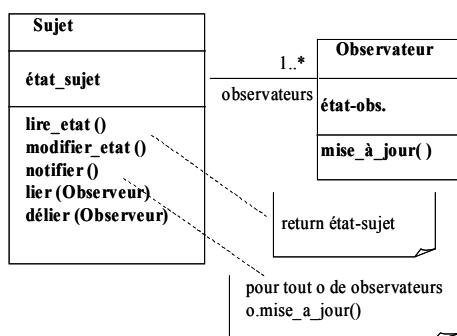 Sujet
état_sujet
lire_etat ()
modifier_etat ()
notifier ()
lier (Observeur)
délier (Observeur)
1..*
observateurs
Observateur
état-obs.
mise_à_jour( )
return état-sujet
pour tout o de observateurs
o.mise_a_jour()